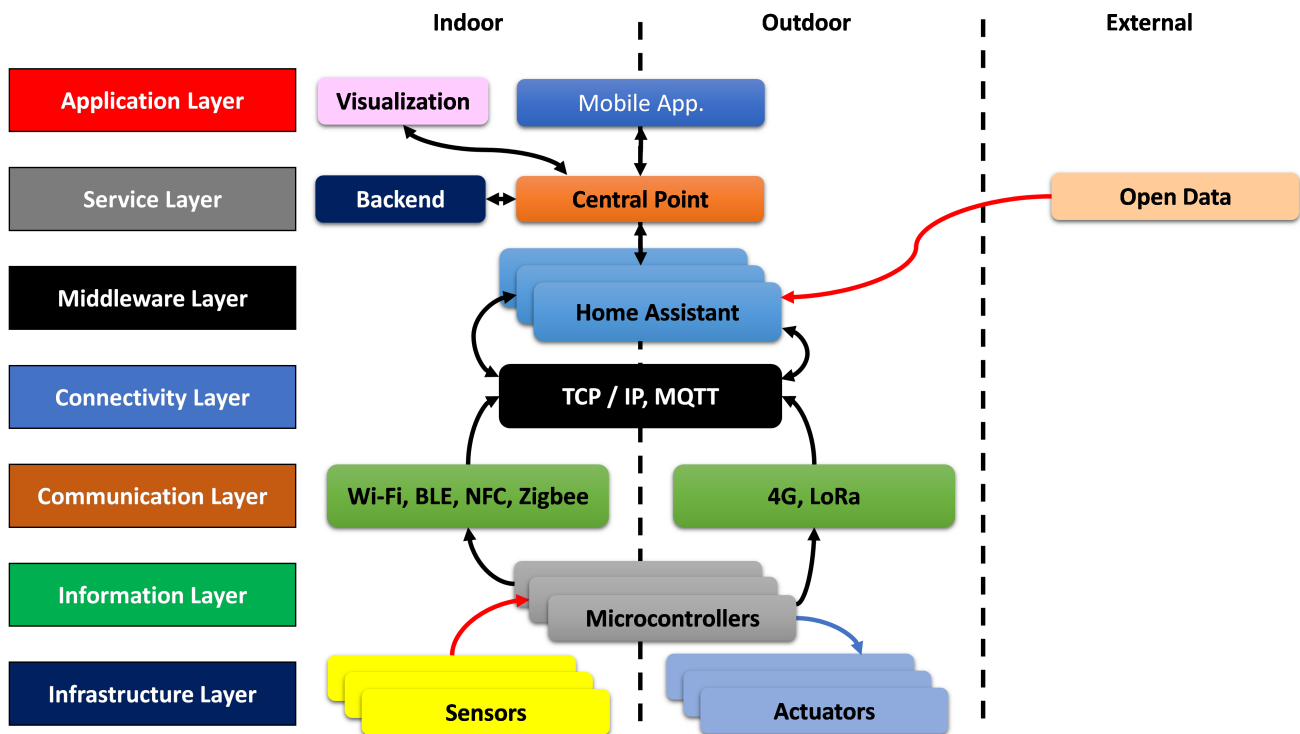 Indoor
Outdoor
External
Application Layer
Visualization
Mobile App.
Service Layer
Backend
Central Point
Open Data
Middleware Layer
Home Assistant
Connectivity Layer
TCP / IP, MQTT
Communication Layer
Wi-Fi, BLE, NFC, Zigbee
4G, LoRa
Information Layer
Microcontrollers
Infrastructure Layer
Sensors
Actuators